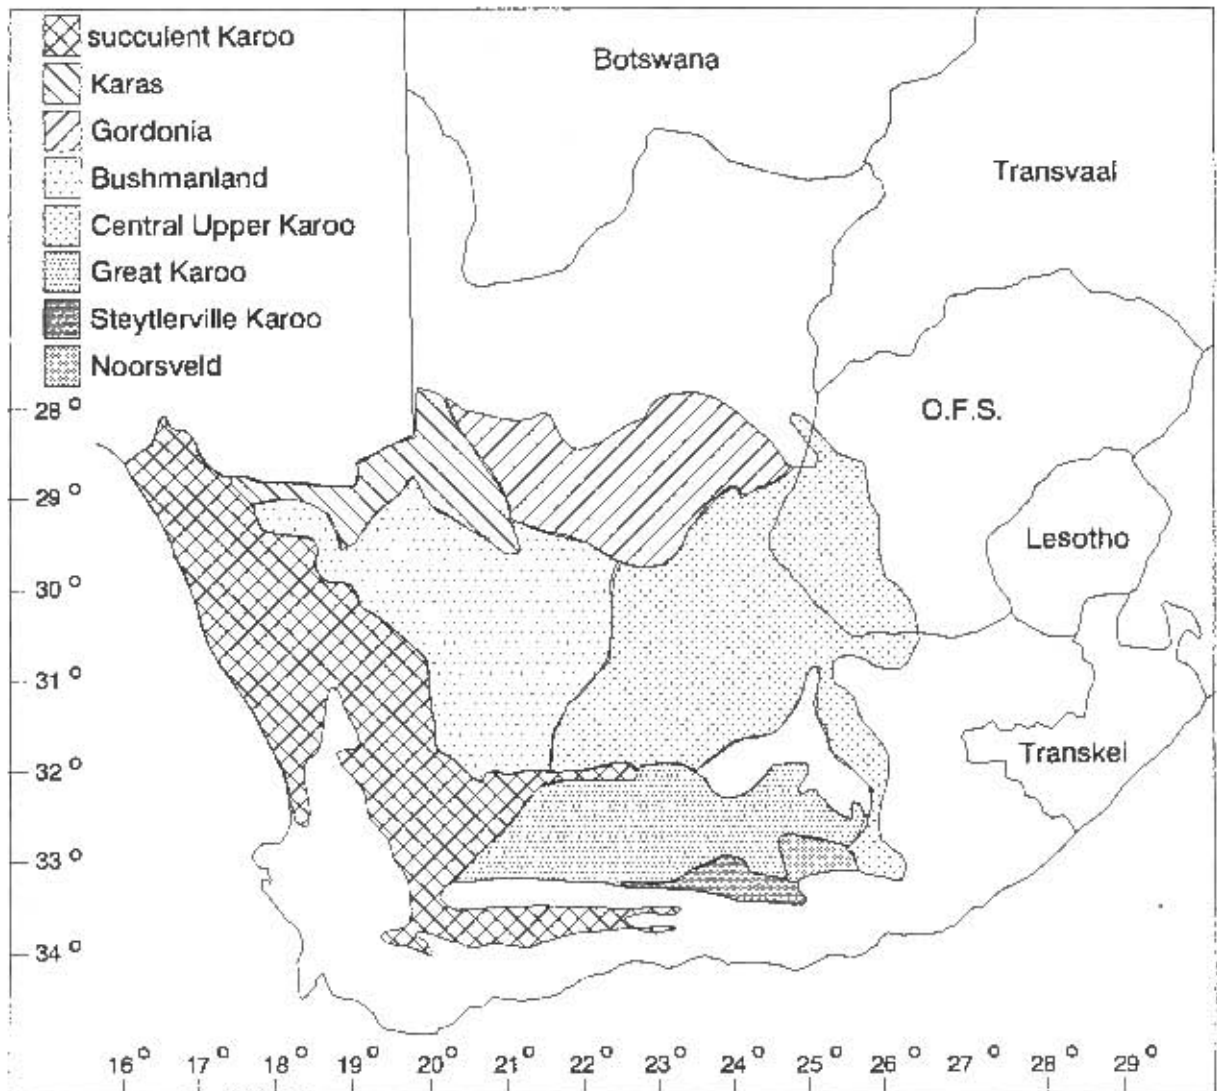 succulent Karoo
Karas
Gordonia
Bushmanland
Central Upper Karoo
Great Karoo
Steytlerville Karoo
Noorsveld
Botswana
Transvaal
O.F.S.
Lesotho
Transkei
28°
29°
30°
31°
32°
33°
34°
16° 17° 18° 19° 20° 21° 22° 23° 24° 25° 26° 27° 28° 29°